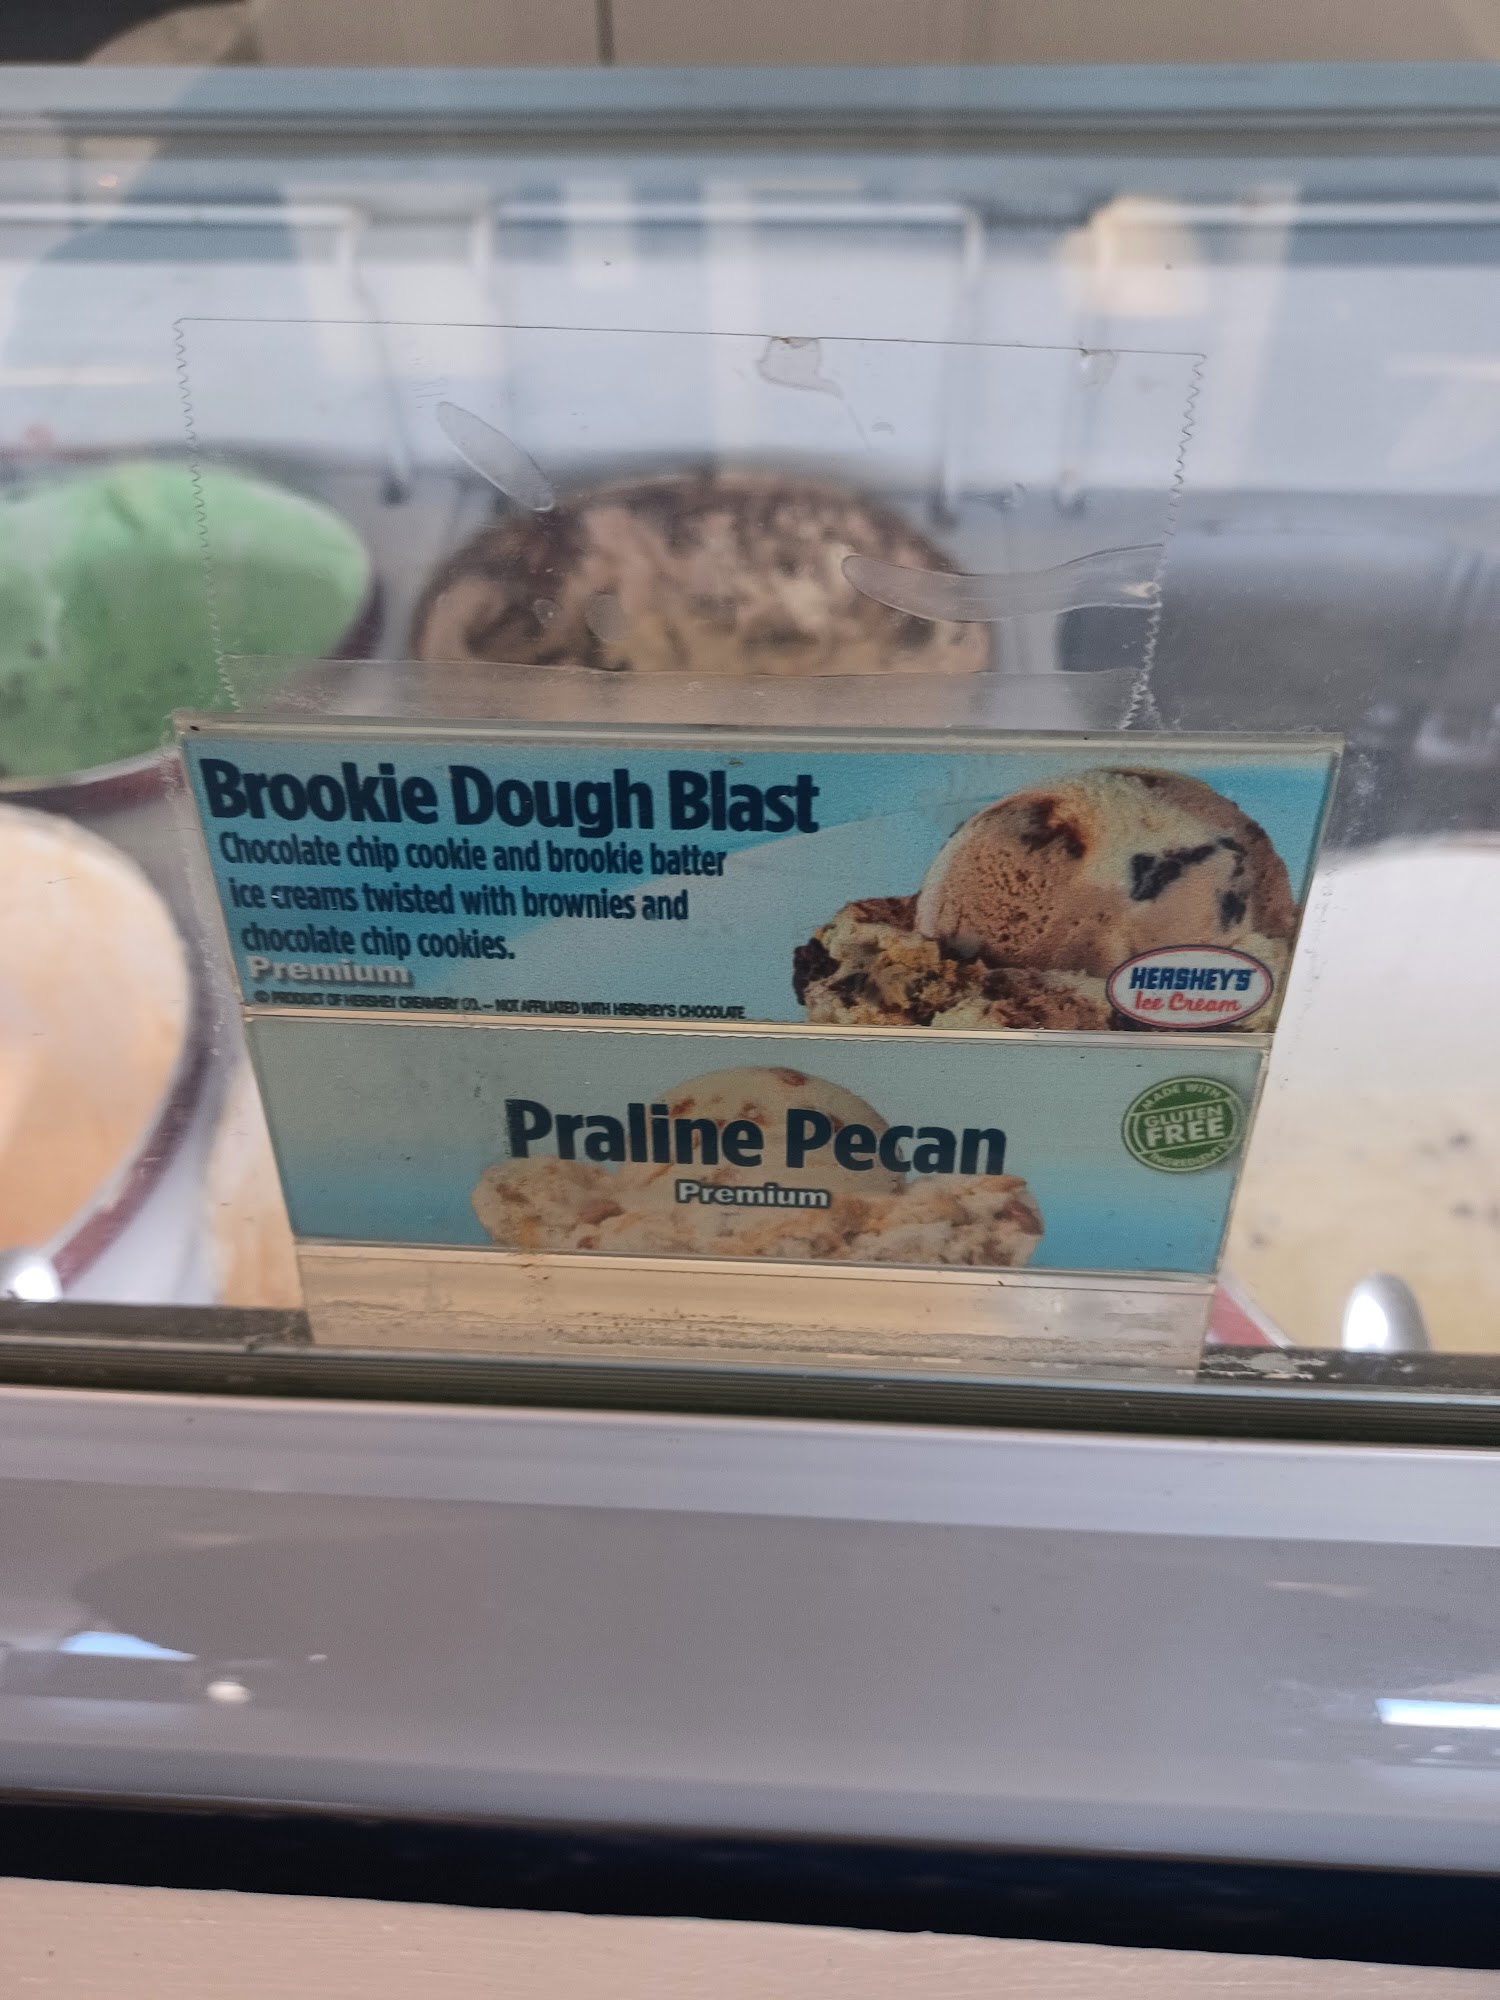 Brookie Dough Blast
Chocolate chip cookie and brookie batter
ice creams twisted with brownies and
chocolate chip cookies.
Premium
© PRODUCT OF HERSHEY CREAMERY CO. – NOT AFFILIATED WITH HERSHEY'S CHOCOLATE
HERSHEY'S
Ice Cream
Praline Pecan
Premium
MADE WITH
GLUTEN
FREE
INGREDIENTS